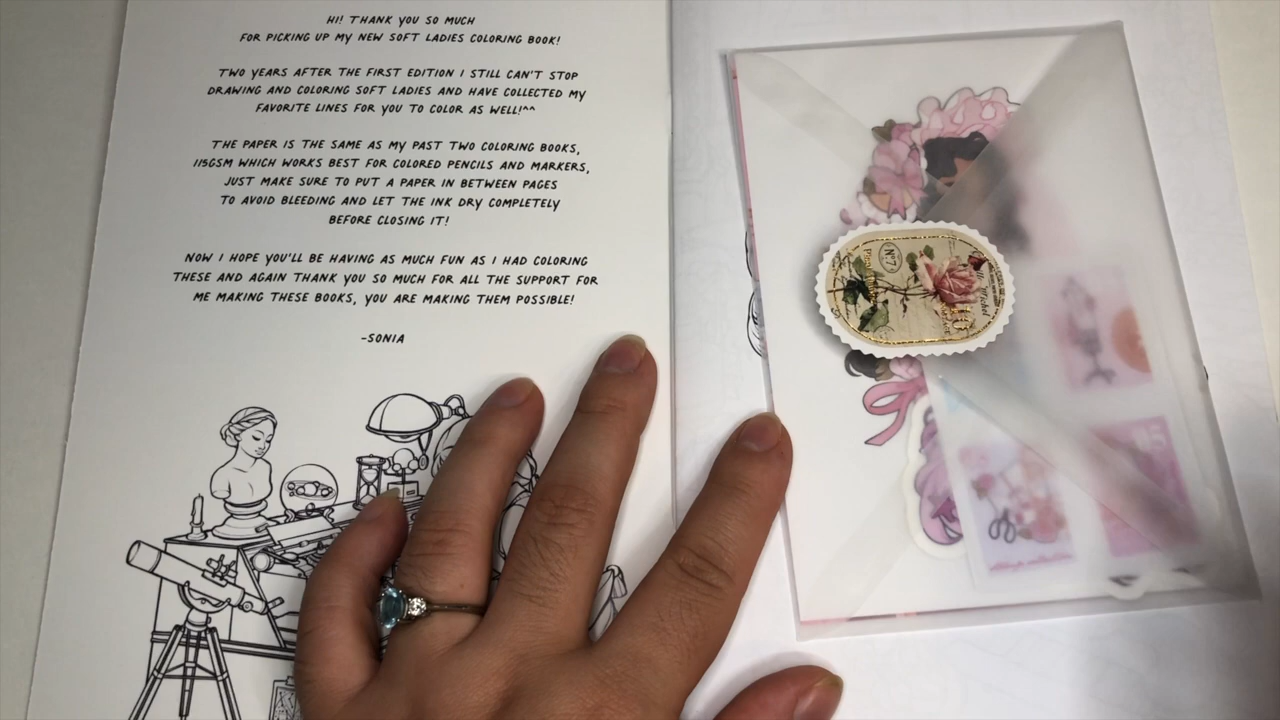 HI! THANK YOU SO MUCH
FOR PICKING UP MY NEW SOFT LADIES COLORING BOOK!
TWO YEARS AFTER THE FIRST EDITION I STILL CAN'T STOP
DRAWING AND COLORING SOFT LADIES AND HAVE COLLECTED MY
FAVORITE LINES FOR YOU TO COLOR AS WELL!^^
THE PAPER IS THE SAME AS MY PAST TWO COLORING BOOKS,
115GSM WHICH WORKS BEST FOR COLORED PENCILS AND MARKERS,
JUST MAKE SURE TO PUT A PAPER IN BETWEEN PAGES
TO AVOID BLEEDING AND LET THE INK DRY COMPLETELY
BEFORE CLOSING IT!
NOW I HOPE YOU'LL BE HAVING AS MUCH FUN AS I HAD COLORING
THESE AND AGAIN THANK YOU SO MUCH FOR ALL THE SUPPORT FOR
ME MAKING THESE BOOKS, YOU ARE MAKING THEM POSSIBLE!
-SONIA
No7